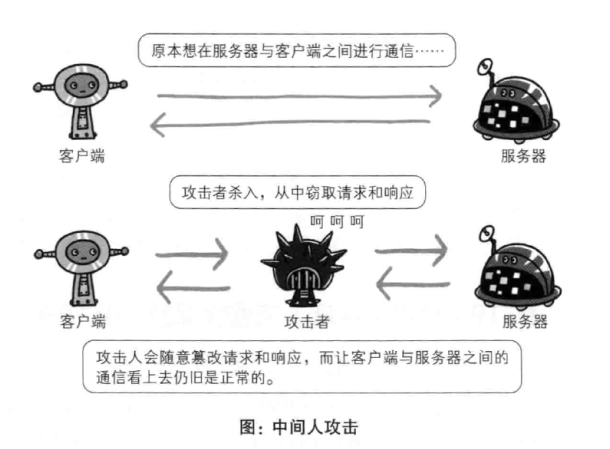 原本想在服务器与客户端之间进行通信……
客户端
服务器
攻击者杀入，从中窃取请求和响应
呵 呵 呵
客户端
攻击者
服务器
攻击人会随意篡改请求和响应，而让客户端与服务器之间的
通信看上去仍旧是正常的。
图：中间人攻击